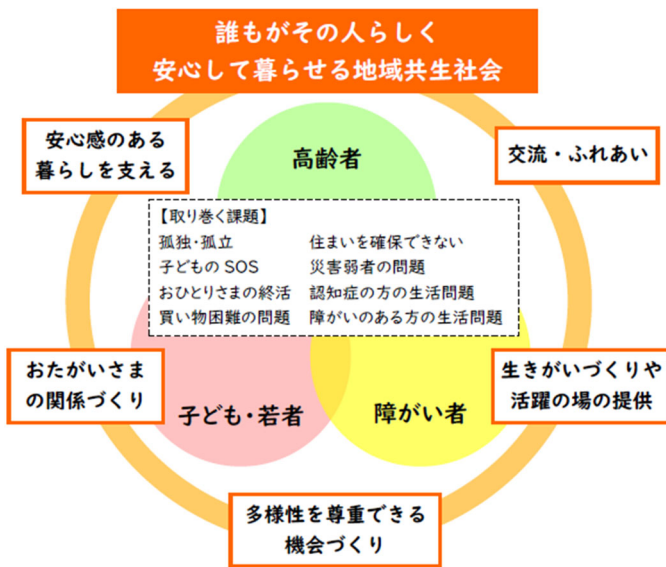 誰もがその人らしく
安心して暮らせる地域共生社会
安心感のある
暮らしを支える
高齢者
交流・ふれあい
【取り巻く課題】
孤独・孤立
住まいを確保できない
子どものSOS
災害弱者の問題
おひとりさまの終活
認知症の方の生活問題
買い物困難の問題
障がいのある方の生活問題
おたがいさま
の関係づくり
子ども・若者
障がい者
生きがいづくりや
活躍の場の提供
多様性を尊重できる
機会づくり